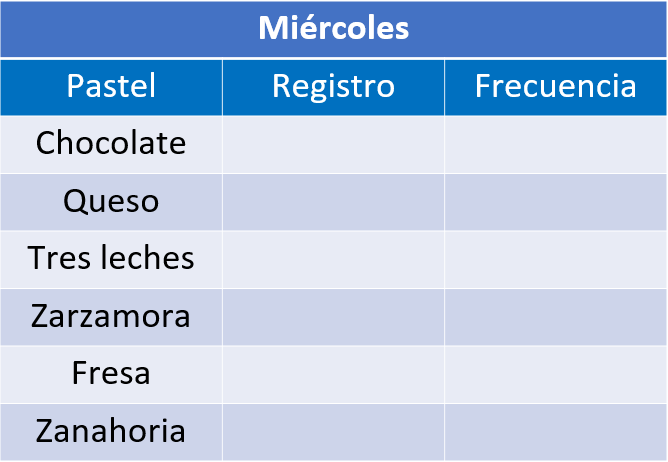 Miércoles
Pastel Registro Frecuencia
Chocolate
Queso
Tres leches
Zarzamora
Fresa
Zanahoria